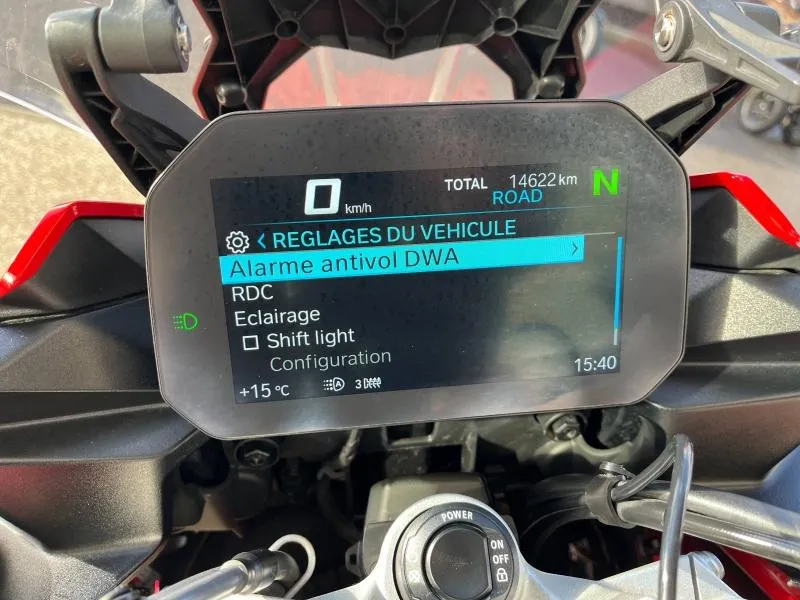 0 km/h
TOTAL 14622 km
ROAD
N
REGLAGES DU VEHICULE
Alarme antivol DWA
RDC
Eclairage
Shift light
Configuration
15:40
+15 °C
A
3
POWER
ON
OFF